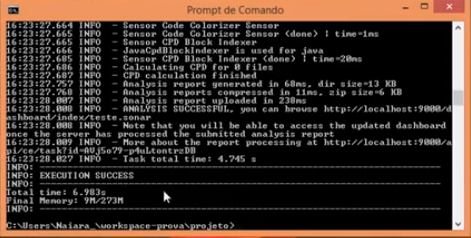 Prompt de Comando
16:23:27.664 INFO  - Sensor Code Colorizer Sensor
16:23:27.665 INFO  - Sensor Code Colorizer Sensor (done) | time=1ms
16:23:27.665 INFO  - Sensor CPD Block Indexer
16:23:27.666 INFO  - JavaCpdBlockIndexer is used for java
16:23:27.685 INFO  - Sensor CPD Block Indexer (done) | time=20ms
16:23:27.686 INFO  - Calculating CPD for 0 files
16:23:27.687 INFO  - CPD calculation finished
16:23:27.757 INFO  - Analysis report generated in 68ms, dir size=13 KB
16:23:27.768 INFO  - Analysis reports compressed in 11ms, zip size=6 KB
16:23:28.007 INFO  - Analysis report uploaded in 238ms
16:23:28.008 INFO  - ANALYSIS SUCCESSFUL, you can browse http://localhost:9000/d
ashboard/index/teste.sonar
16:23:28.008 INFO  - Note that you will be able to access the updated dashboard
once the server has processed the submitted analysis report
16:23:28.009 INFO  - More about the report processing at http://localhost:9000/a
pi/ce/task?id=AVj5o79-p4uLtontrzDB
16:23:28.027 INFO  - Task total time: 4.745 s
INFO: ------------------------------------------------------------------------
INFO: EXECUTION SUCCESS
INFO: ------------------------------------------------------------------------
Total time: 6.983s
Final Memory: 9M/273M
INFO: ------------------------------------------------------------------------
C:\Users\Naiara_\workspace-prova\projeto>